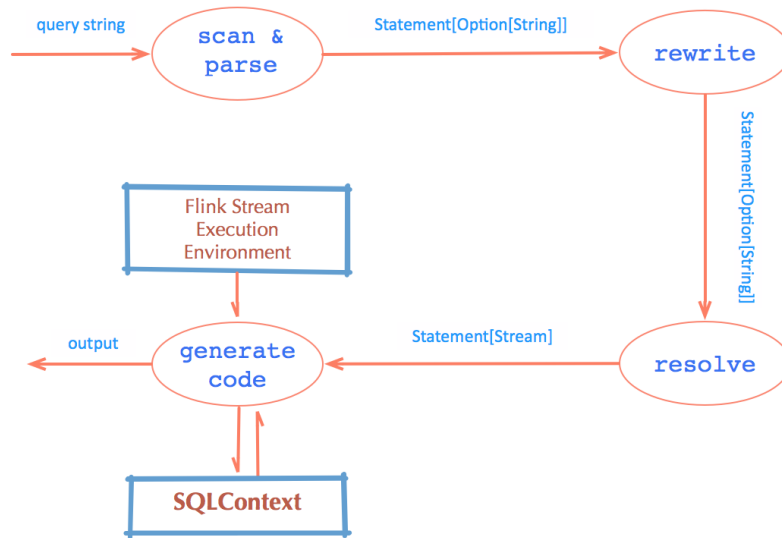 query string
scan &
parse
Statement[Option[String]]
rewrite
Statement[Option[String]]
Flink Stream
Execution
Environment
output
generate
code
Statement[Stream]
resolve
SQLContext